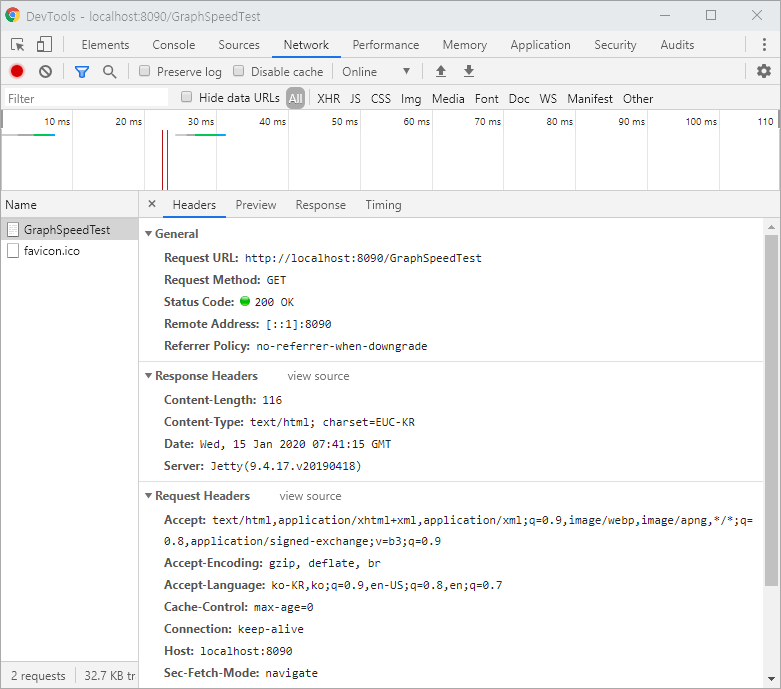 DevTools - localhost:8090/GraphSpeedTest
Elements Console Sources Network Performance Memory Application Security Audits
Preserve log Disable cache Online
Filter Hide data URLs All XHR JS CSS Img Media Font Doc WS Manifest Other
10 ms 20 ms 30 ms 40 ms 50 ms 60 ms 70 ms 80 ms 90 ms 100 ms 110
Name
GraphSpeedTest
favicon.ico
2 requests 32.7 KB tr
× Headers Preview Response Timing
General
Request URL: http://localhost:8090/GraphSpeedTest
Request Method: GET
Status Code: 200 OK
Remote Address: [::1]:8090
Referrer Policy: no-referrer-when-downgrade
Response Headers view source
Content-Length: 116
Content-Type: text/html; charset=EUC-KR
Date: Wed, 15 Jan 2020 07:41:15 GMT
Server: Jetty(9.4.17.v20190418)
Request Headers view source
Accept: text/html,application/xhtml+xml,application/xml;q=0.9,image/webp,image/apng,*/*;q=
0.8,application/signed-exchange;v=b3;q=0.9
Accept-Encoding: gzip, deflate, br
Accept-Language: ko-KR,ko;q=0.9,en-US;q=0.8,en;q=0.7
Cache-Control: max-age=0
Connection: keep-alive
Host: localhost:8090
Sec-Fetch-Mode: navigate